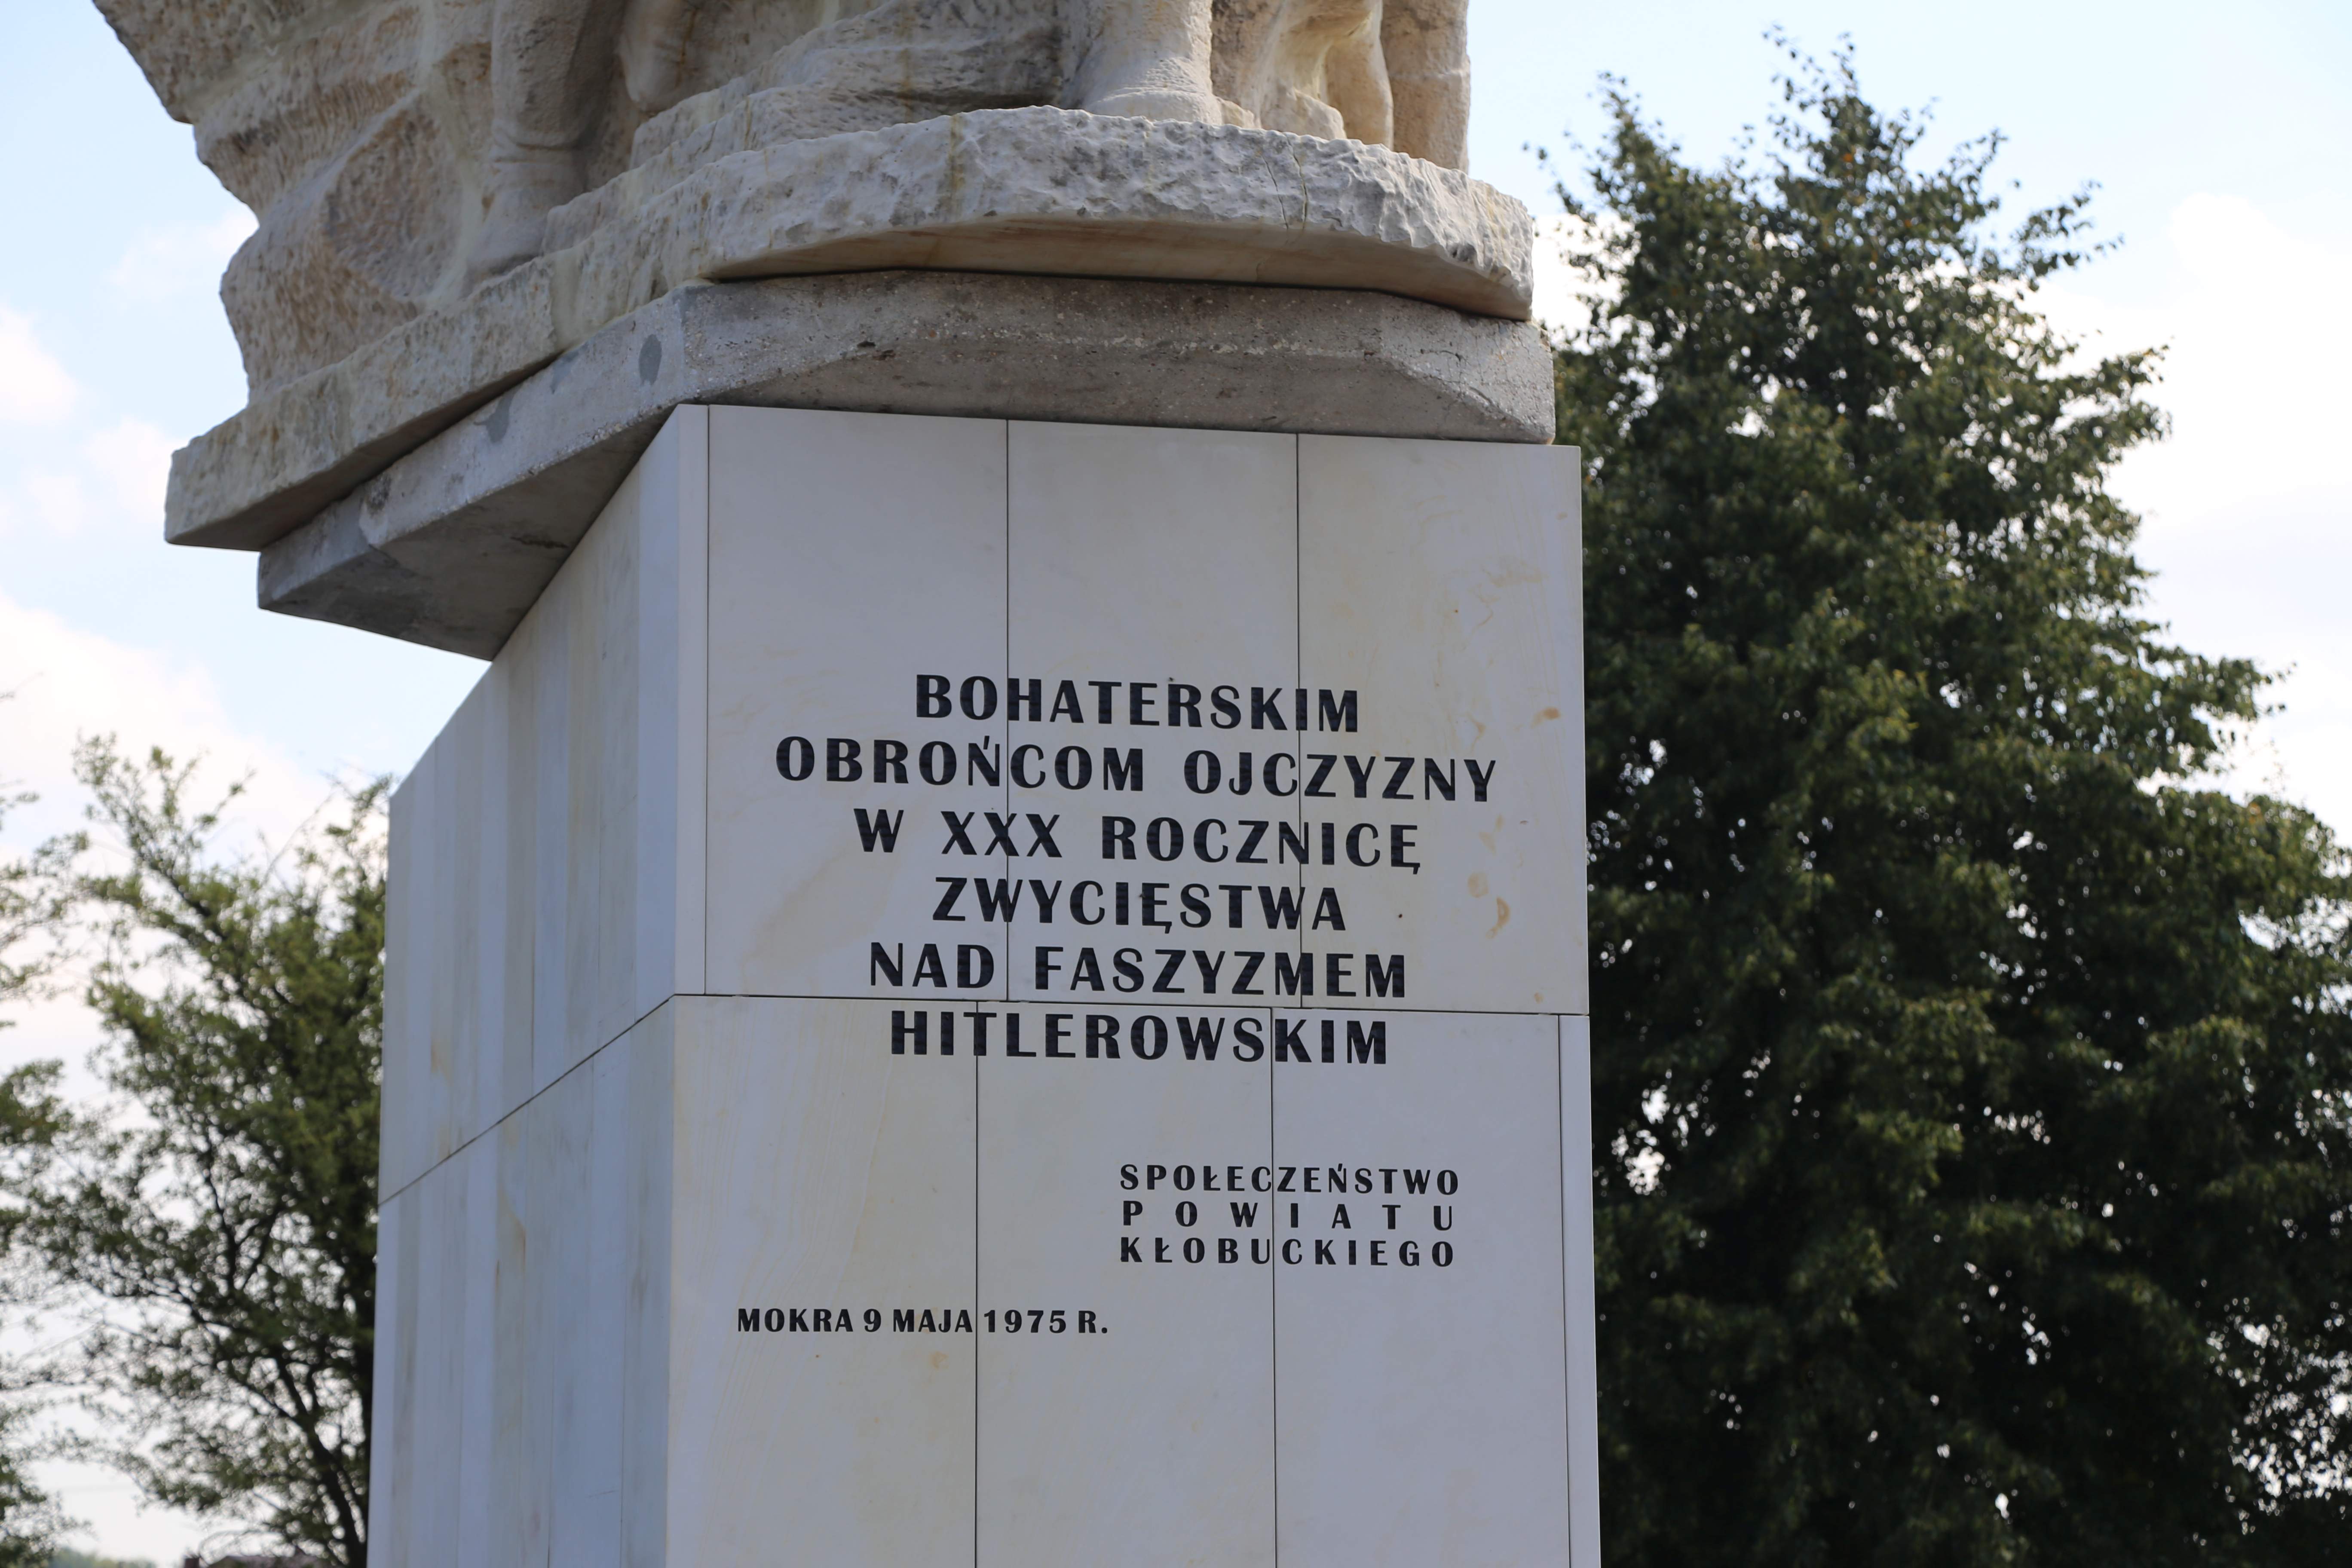 BOHATERSKIM
OBROŃCOM OJCZYZNY
W XXX ROCZNICĘ
ZWYCIĘSTWA
NAD FASZYZMEM
HITLEROWSKIM
SPOŁECZEŃSTWO
POWIATU
KŁOBUCKIEGO
MOKRA 9 MAJA 1975 R.